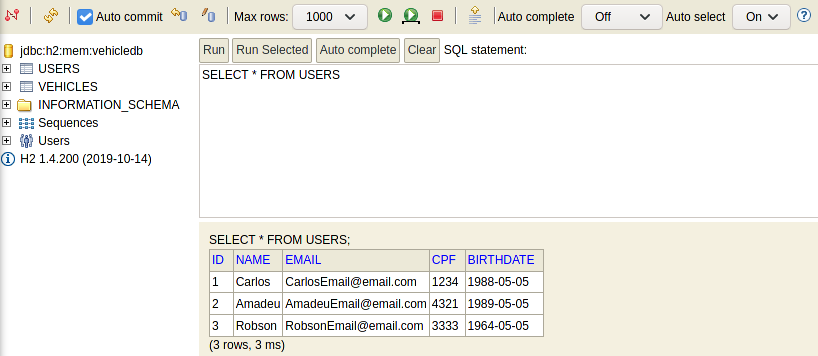 Auto commit Max rows: 1000 Auto complete Off Auto select On ?
jdbc:h2:mem:vehicledb
USERS
VEHICLES
INFORMATION_SCHEMA
Sequences
Users
H2 1.4.200 (2019-10-14)
Run Run Selected Auto complete Clear SQL statement:
SELECT * FROM USERS
SELECT * FROM USERS;
ID NAME EMAIL CPF BIRTHDATE
1 Carlos CarlosEmail@email.com 1234 1988-05-05
2 Amadeu AmadeuEmail@email.com 4321 1989-05-05
3 Robson RobsonEmail@email.com 3333 1964-05-05
(3 rows, 3 ms)